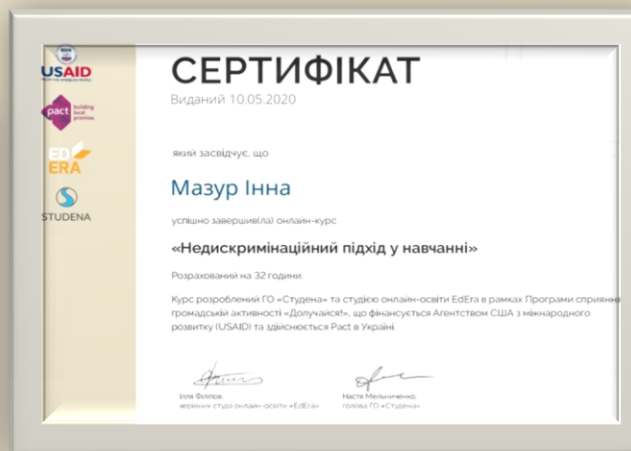 USAID
pact
building
local
promise.
ED
ERA
STUDENA
СЕРТИФІКАТ
Виданий 10.05.2020
який засвідчує, що
Мазур Інна
успішно завершив(ла) онлайн-курс
«Недискримінаційний підхід у навчанні»
Розрахований на 32 години.
Курс розроблений ГО «Студена» та студією онлайн-освіти EdEra в рамках Програми сприяння
громадській активності «Долучайся!», що фінансується Агентством США з міжнародного
розвитку (USAID) та здійснюється Pact в Україні.
Ілля Філіпов,
керівник студії онлайн-освіти «EdEra»
Настя Мельниченко,
голова ГО «Студена»